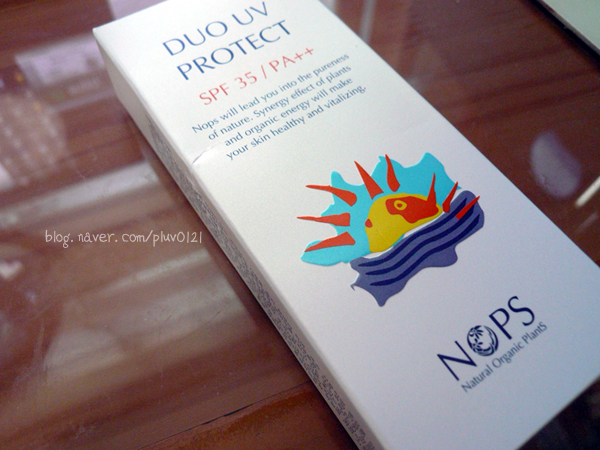 DUO UV
PROTECT
SPF 35 / PA++
Nops will lead you into the pureness
of nature. Synergy effect of plants
and organic energy will make
your skin healthy and vitalizing.
blog.naver.com/pluv0121
NOPS
Natural Organic PlantS